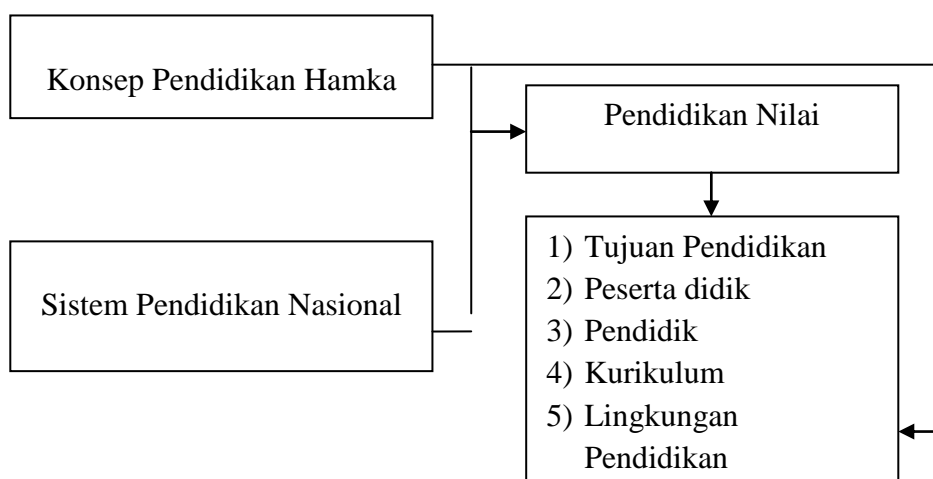 Konsep Pendidikan Hamka
Pendidikan Nilai
Sistem Pendidikan Nasional
1) Tujuan Pendidikan
2) Peserta didik
3) Pendidik
4) Kurikulum
5) Lingkungan
Pendidikan